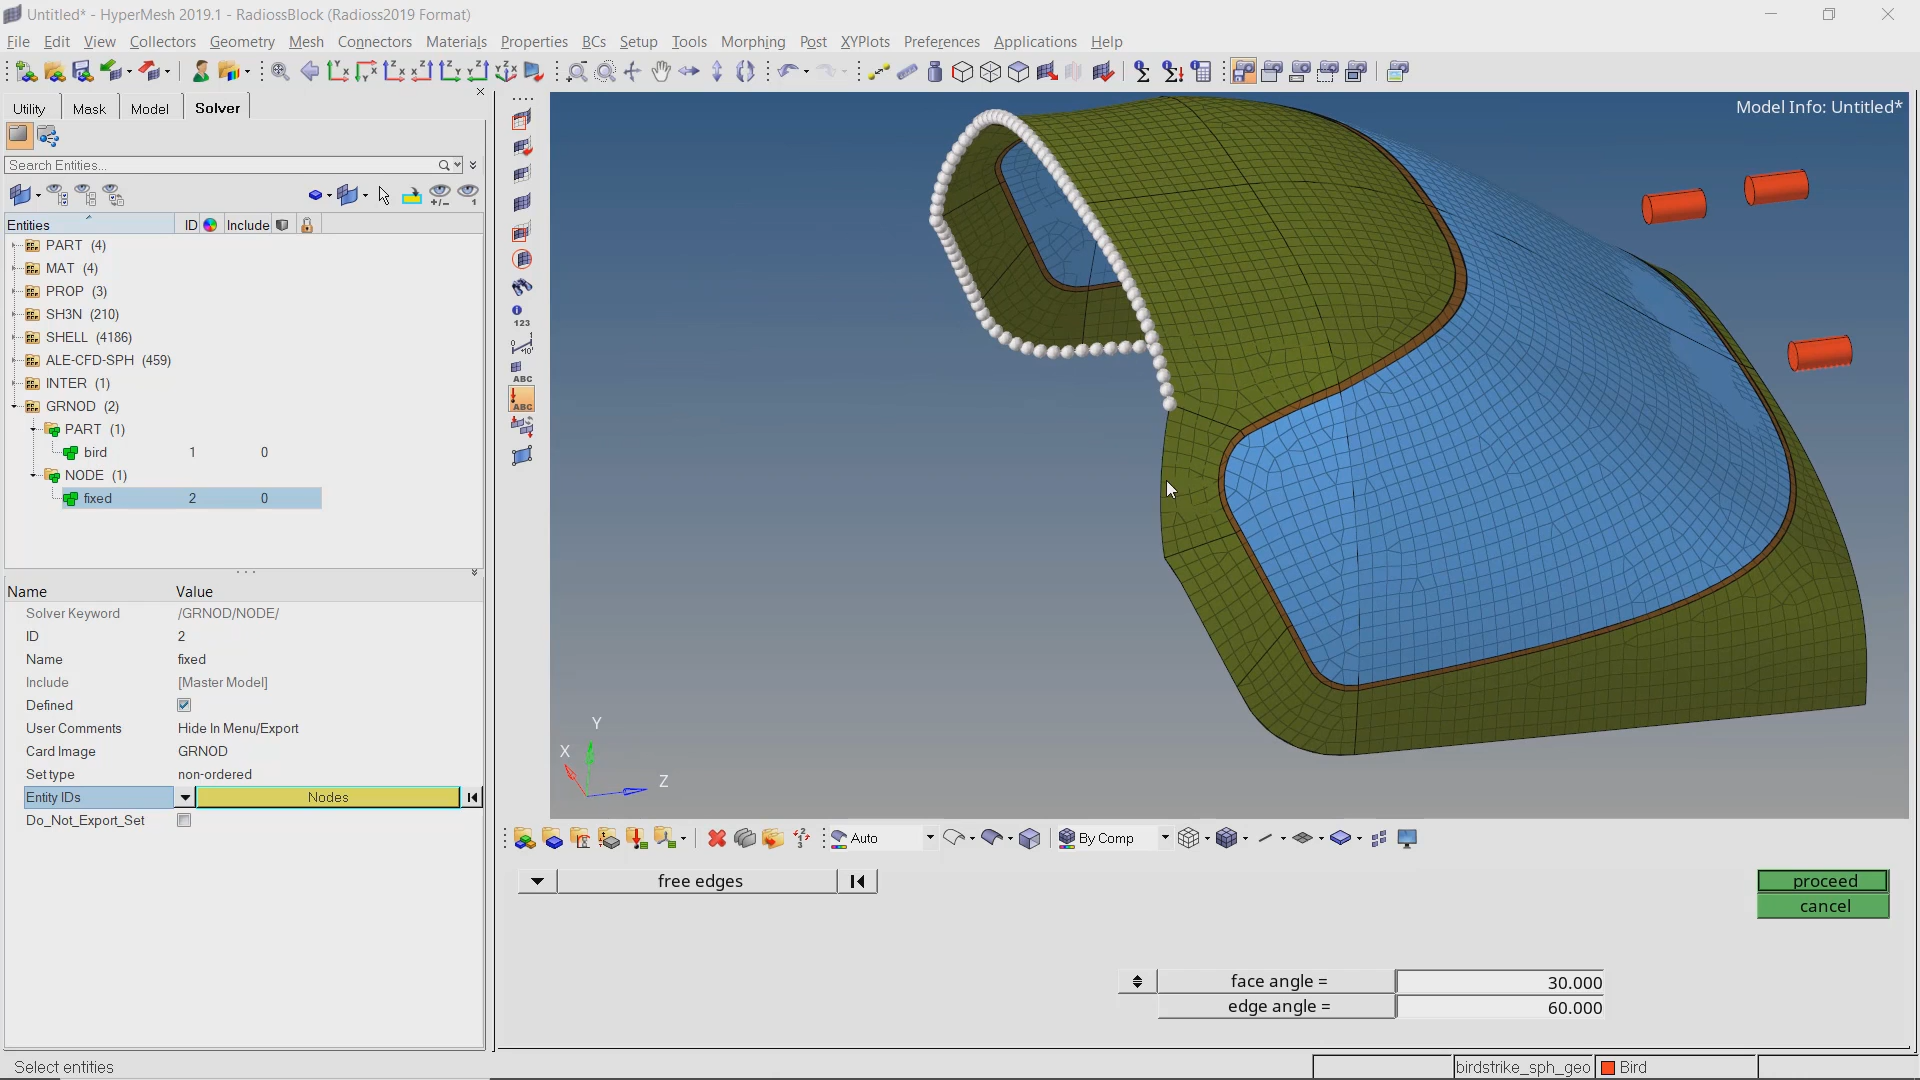 Untitled* - HyperMesh 2019.1 - RadiossBlock (Radioss2019 Format)
File Edit View Collectors Geometry Mesh Connectors Materials Properties BCs Setup Tools Morphing Post XYPlots Preferences Applications Help
Utility Mask Model Solver
Search Entities...
Entities ID Include
PART (4)
MAT (4)
PROP (3)
SH3N (210)
SHELL (4186)
ALE-CFD-SPH (459)
INTER (1)
GRNOD (2)
PART (1)
bird 1 0
NODE (1)
fixed 2 0
Name Value
Solver Keyword /GRNOD/NODE/
ID 2
Name fixed
Include [Master Model]
Defined
User Comments Hide In Menu/Export
Card Image GRNOD
Set type non-ordered
Entity IDs Nodes
Do_Not_Export_Set
123
ABC
ABC
Model Info: Untitled*
Y
X
Z
Auto By Comp
free edges
proceed
cancel
face angle = 30.000
edge angle = 60.000
Select entities
birdstrike_sph_geo Bird